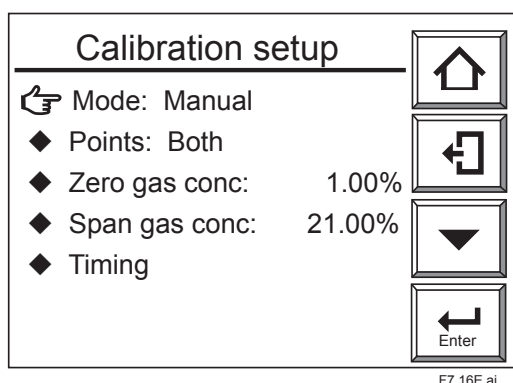 Calibration setup
Mode: Manual
Points: Both
Zero gas conc: 1.00%
Span gas conc: 21.00%
Timing
Enter
F7.16E.ai